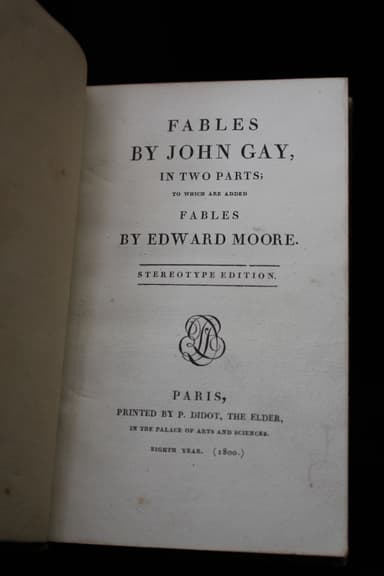 FABLES
BY JOHN GAY,
IN TWO PARTS;
TO WHICH ARE ADDED
FABLES
BY EDWARD MOORE.
STEREOTYPE EDITION.
PARIS,
PRINTED BY P. DIDOT, THE ELDER,
IN THE PALACE OF ARTS AND SCIENCES.
EIGHTH YEAR. (1800.)